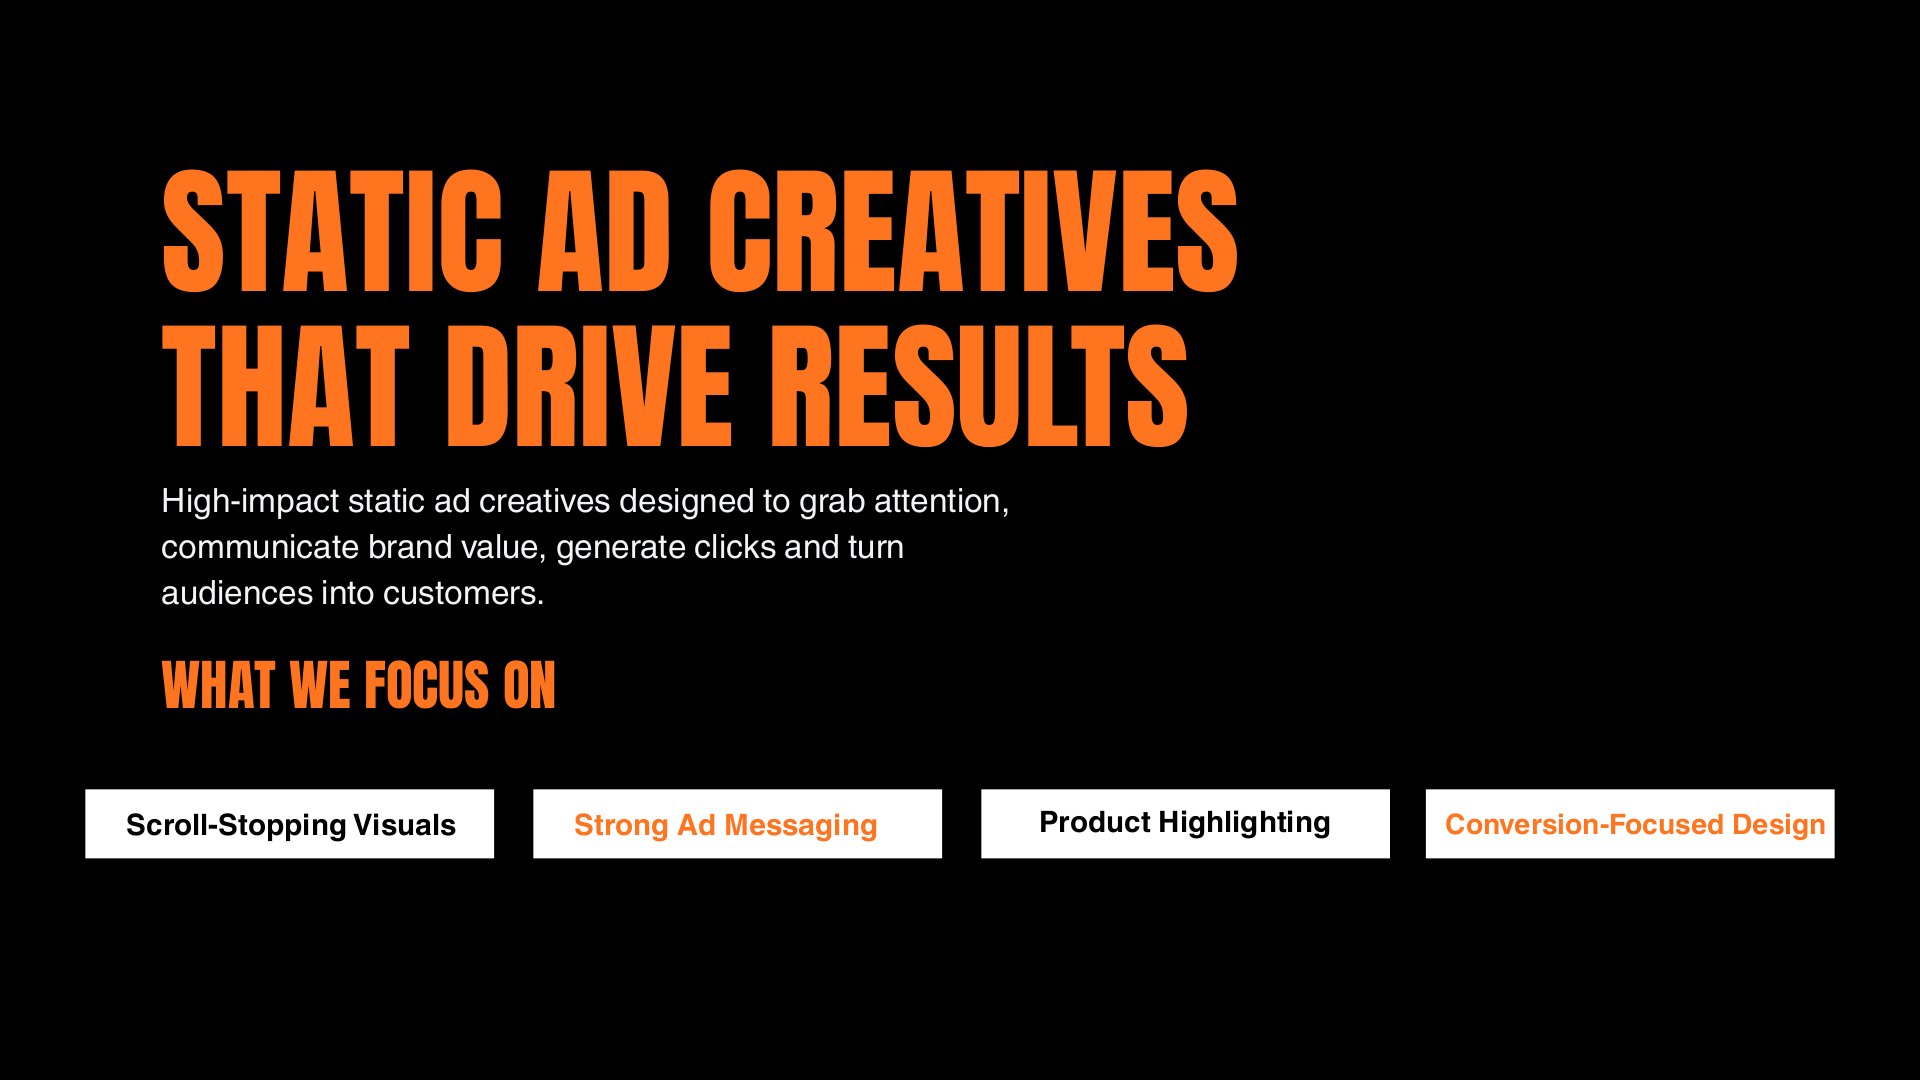 STATIC AD CREATIVES
THAT DRIVE RESULTS
High-impact static ad creatives designed to grab attention,
communicate brand value, generate clicks and turn
audiences into customers.
WHAT WE FOCUS ON
Scroll-Stopping Visuals
Strong Ad Messaging
Product Highlighting
Conversion-Focused Design